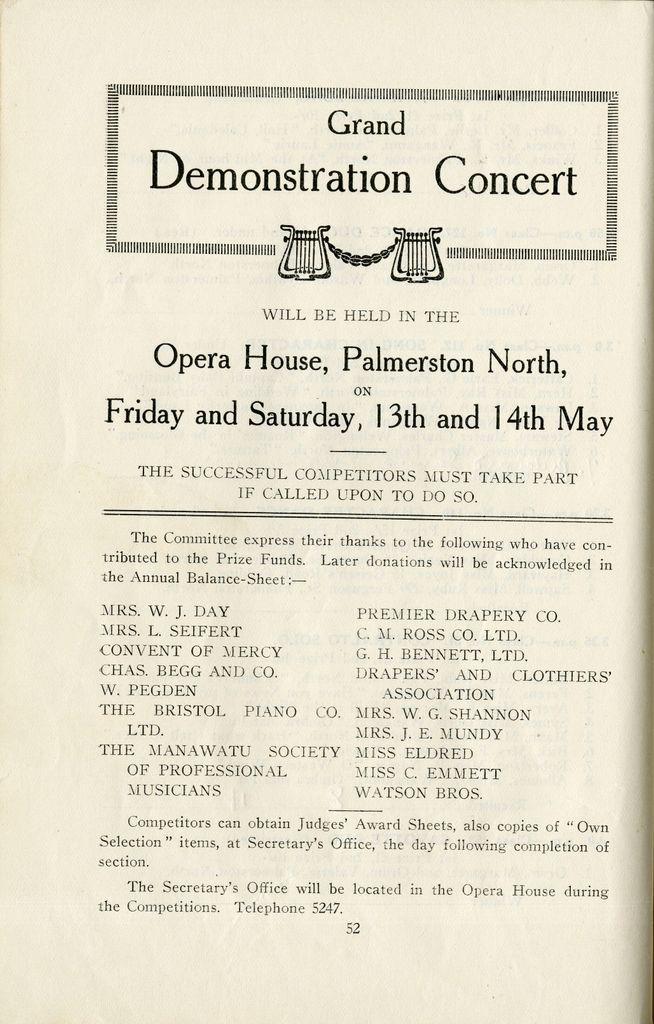 Grand
Demonstration Concert
WILL BE HELD IN THE
Opera House, Palmerston North,
ON
Friday and Saturday, 13th and 14th May
THE SUCCESSFUL COMPETITORS MUST TAKE PART
IF CALLED UPON TO DO SO.
The Committee express their thanks to the following who have con-
tributed to the Prize Funds. Later donations will be acknowledged in
the Annual Balance-Sheet:—
MRS. W. J. DAY
MRS. L. SEIFERT
CONVENT OF MERCY
CHAS. BEGG AND CO.
W. PEGDEN
THE BRISTOL PIANO CO.
LTD.
THE MANAWATU SOCIETY
OF PROFESSIONAL
MUSICIANS
PREMIER DRAPERY CO.
C. M. ROSS CO. LTD.
G. H. BENNETT, LTD.
DRAPERS' AND CLOTHIERS'
ASSOCIATION
MRS. W. G. SHANNON
MRS. J. E. MUNDY
MISS ELDRED
MISS C. EMMETT
WATSON BROS.
Competitors can obtain Judges' Award Sheets, also copies of "Own
Selection" items, at Secretary's Office, the day following completion of
section.
The Secretary's Office will be located in the Opera House during
the Competitions. Telephone 5247.
52